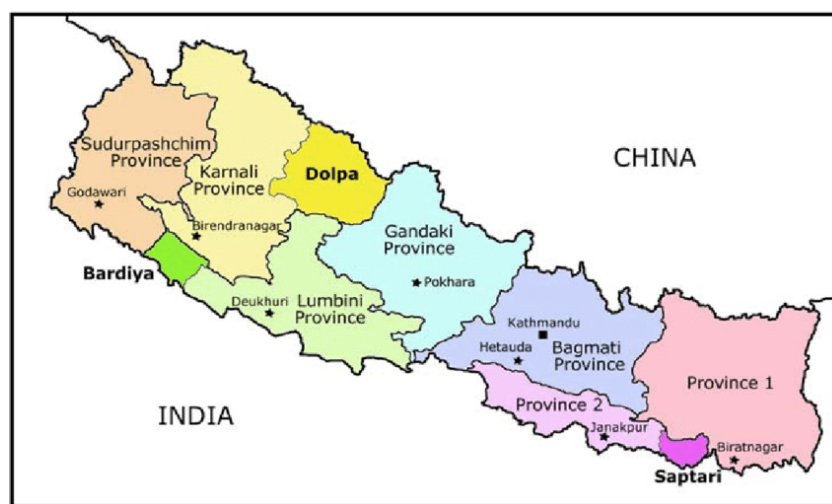 Sudurpashchim
Province
Godawari
Karnali
Province
Birendranagar
Dolpa
CHINA
Bardiya
Gandaki
Province
Pokhara
Deukhuri
Lumbini
Province
Kathmandu
Hetauda
Bagmati
Province
Province 1
INDIA
Province 2
Janakpur
Biratnagar
Saptari